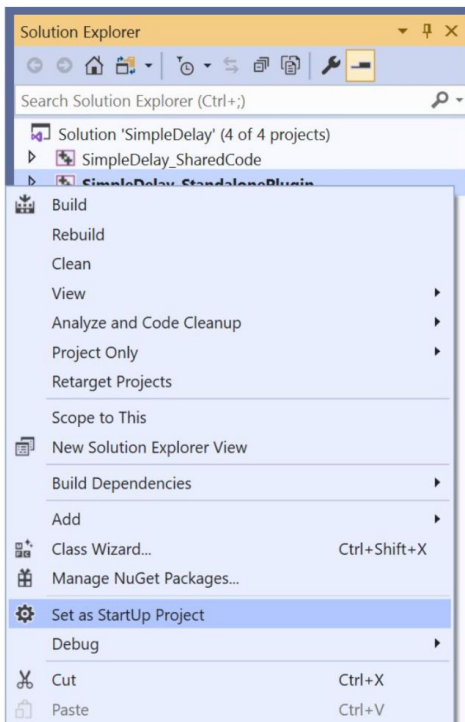 Solution Explorer
Search Solution Explorer (Ctrl+;)
Solution 'SimpleDelay' (4 of 4 projects)
SimpleDelay_SharedCode
SimpleDelay_StandalonePlugin
Build
Rebuild
Clean
View
Analyze and Code Cleanup
Project Only
Retarget Projects
Scope to This
New Solution Explorer View
Build Dependencies
Add
Class Wizard... Ctrl+Shift+X
Manage NuGet Packages...
Set as StartUp Project
Debug
Cut Ctrl+X
Paste Ctrl+V